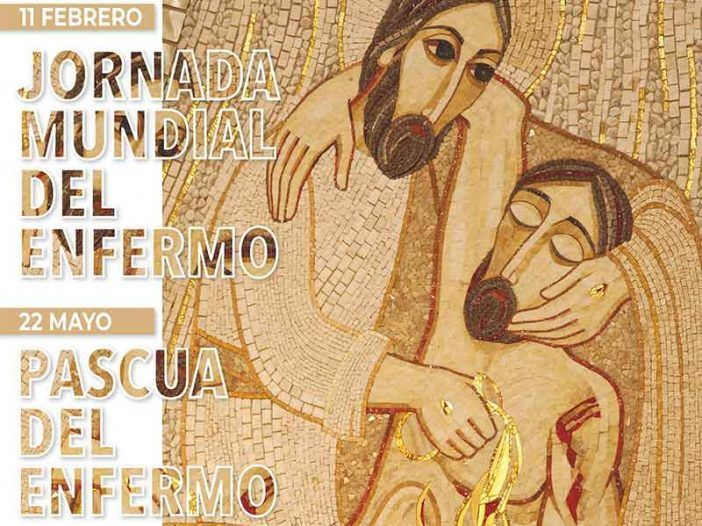 11 FEBRERO
JORNADA
MUNDIAL
DEL
ENFERMO
22 MAYO
PASCUA
DEL
ENFERMO